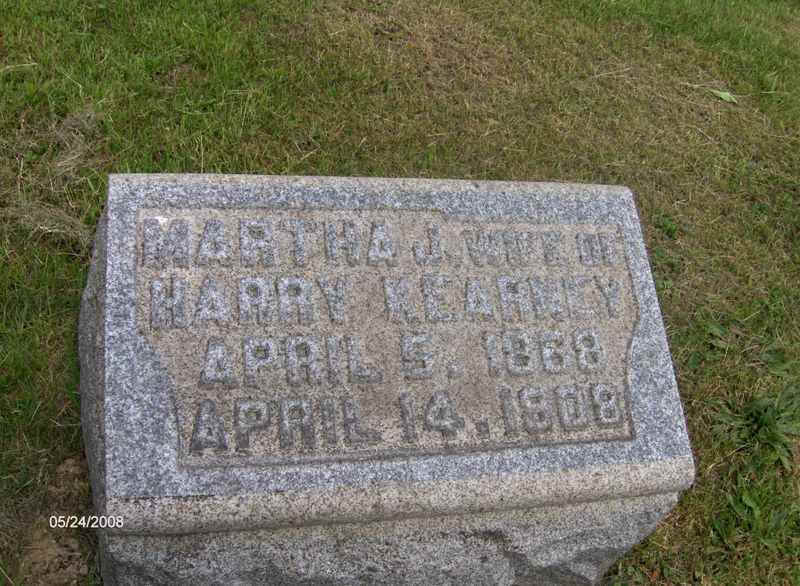 MARTHA J. WIFE OF
HARRY KEARNEY
APRIL 5, 1868
APRIL 14, 1908
05/24/2008